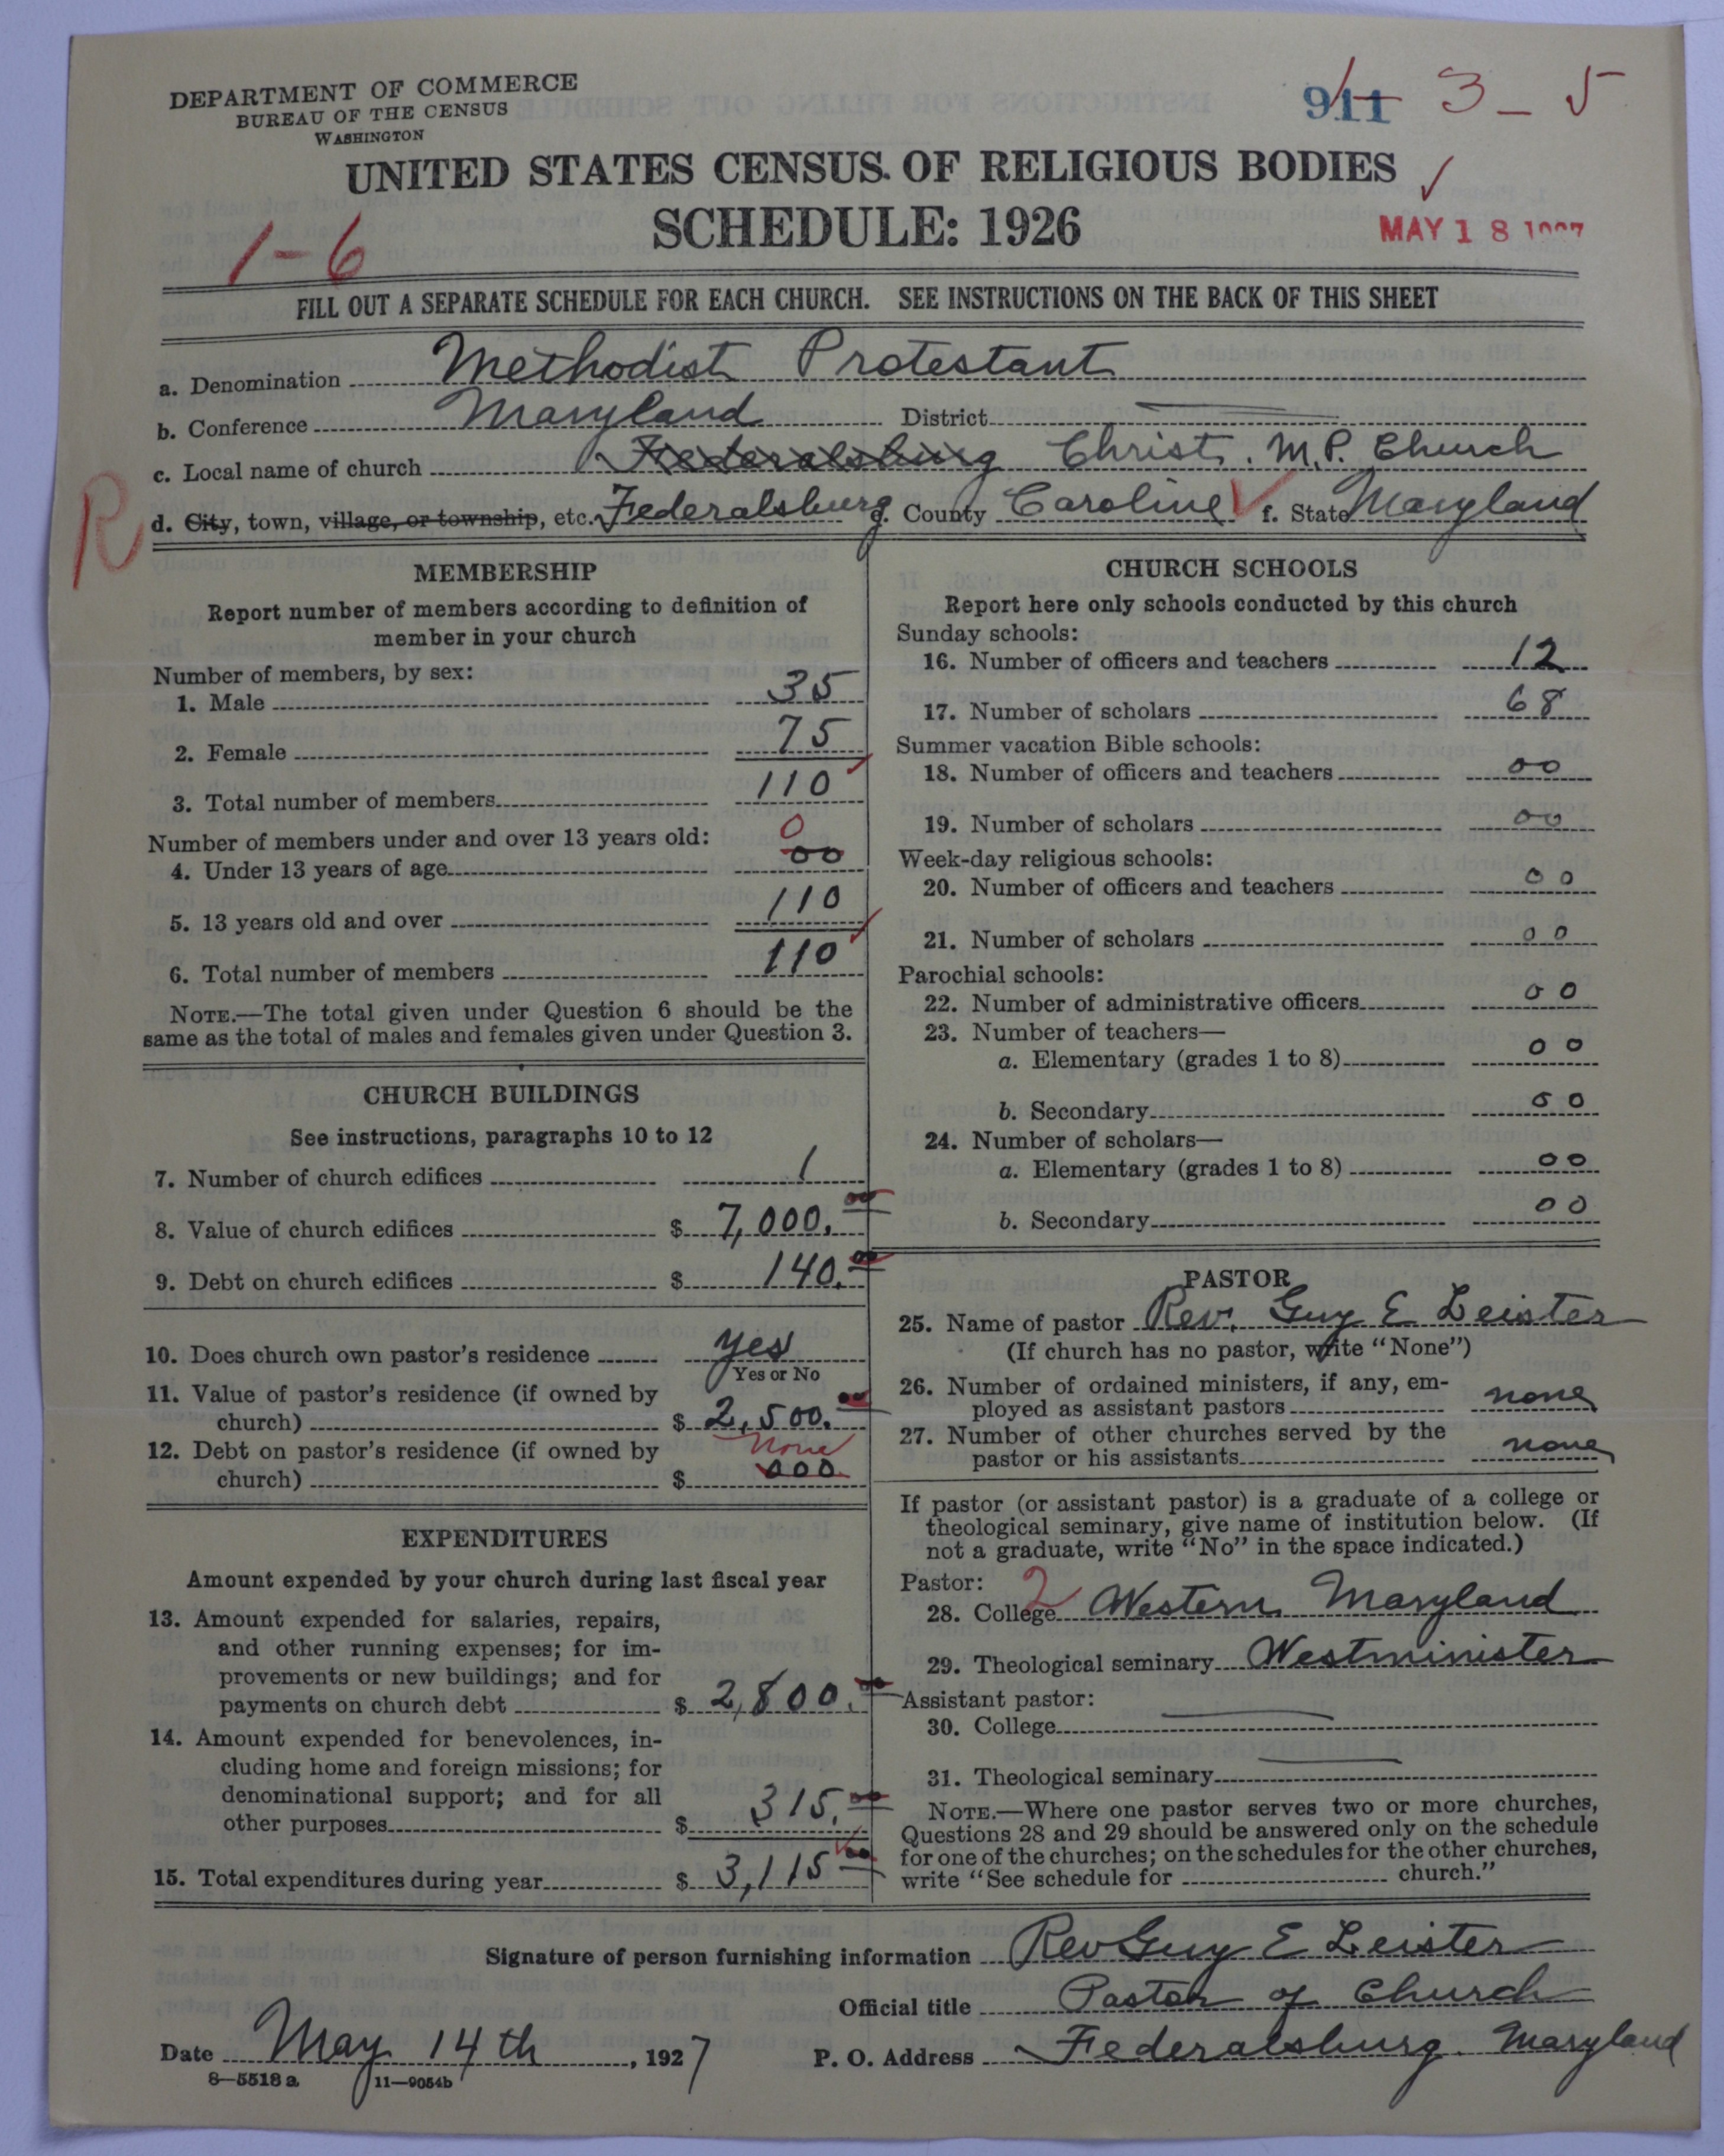 DEPARTMENT OF COMMERCE
BUREAU OF THE CENSUS
WASHINGTON
911 3 – 5
UNITED STATES CENSUS OF RELIGIOUS BODIES
SCHEDULE: 1926
MAY 18 1927
1-6
FILL OUT A SEPARATE SCHEDULE FOR EACH CHURCH. SEE INSTRUCTIONS ON THE BACK OF THIS SHEET
a. Denomination Methodist Protestant
b. Conference Maryland District
c. Local name of church Federalsburg Christ. M.P. Church
R
d. City, town, village, or township, etc. Federalsburg e. County Caroline f. State Maryland
MEMBERSHIP
Report number of members according to definition of
member in your church
Number of members, by sex:
1. Male 35
2. Female 75
3. Total number of members 110
Number of members under and over 13 years old:
0
4. Under 13 years of age 00
5. 13 years old and over 110
6. Total number of members 110
NOTE.—The total given under Question 6 should be the
same as the total of males and females given under Question 3.
CHURCH BUILDINGS
See instructions, paragraphs 10 to 12
7. Number of church edifices 1
8. Value of church edifices $ 7,000.00
9. Debt on church edifices $ 140.00
10. Does church own pastor's residence yes
Yes or No
11. Value of pastor's residence (if owned by
church) $ 2,500.00
12. Debt on pastor's residence (if owned by
none
church) $ 000
EXPENDITURES
Amount expended by your church during last fiscal year
13. Amount expended for salaries, repairs,
and other running expenses; for im-
provements or new buildings; and for
payments on church debt $ 2,800.00
14. Amount expended for benevolences, in-
cluding home and foreign missions; for
denominational support; and for all
other purposes $ 315.00
15. Total expenditures during year $ 3,115 00
CHURCH SCHOOLS
Report here only schools conducted by this church
Sunday schools:
16. Number of officers and teachers 12
17. Number of scholars 68
Summer vacation Bible schools:
18. Number of officers and teachers 00
19. Number of scholars 00
Week-day religious schools:
20. Number of officers and teachers 00
21. Number of scholars 00
Parochial schools:
22. Number of administrative officers 00
23. Number of teachers—
a. Elementary (grades 1 to 8) 00
b. Secondary 00
24. Number of scholars—
a. Elementary (grades 1 to 8) 00
b. Secondary 00
PASTOR
25. Name of pastor Rev. Guy E Leister
(If church has no pastor, write "None")
26. Number of ordained ministers, if any, em-
ployed as assistant pastors none
27. Number of other churches served by the
pastor or his assistants none
If pastor (or assistant pastor) is a graduate of a college or
theological seminary, give name of institution below. (If
not a graduate, write "No" in the space indicated.)
Pastor: 2
28. College Western Maryland
29. Theological seminary Westminister
Assistant pastor:
30. College
31. Theological seminary
NOTE.—Where one pastor serves two or more churches,
Questions 28 and 29 should be answered only on the schedule
for one of the churches; on the schedules for the other churches,
write "See schedule for church."
Signature of person furnishing information Rev Guy E Leister
Official title Pastor of Church
Date May 14th, 1927 P. O. Address Federalsburg. Maryland
8—5518a 11—9054b